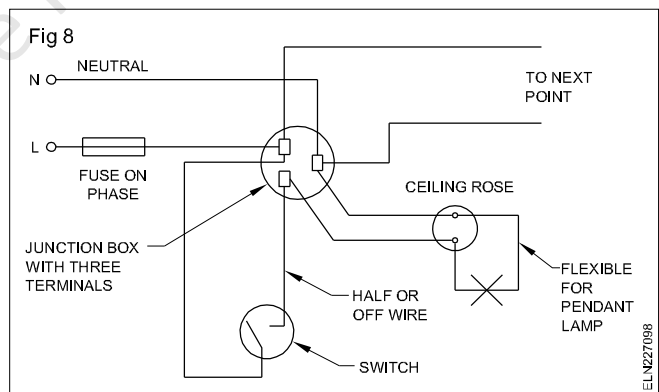 Fig 8
N
NEUTRAL
TO NEXT
POINT
L
FUSE ON
PHASE
CEILING ROSE
JUNCTION BOX
WITH THREE
TERMINALS
HALF OR
OFF WIRE
FLEXIBLE
FOR
PENDANT
LAMP
SWITCH
ELN227098